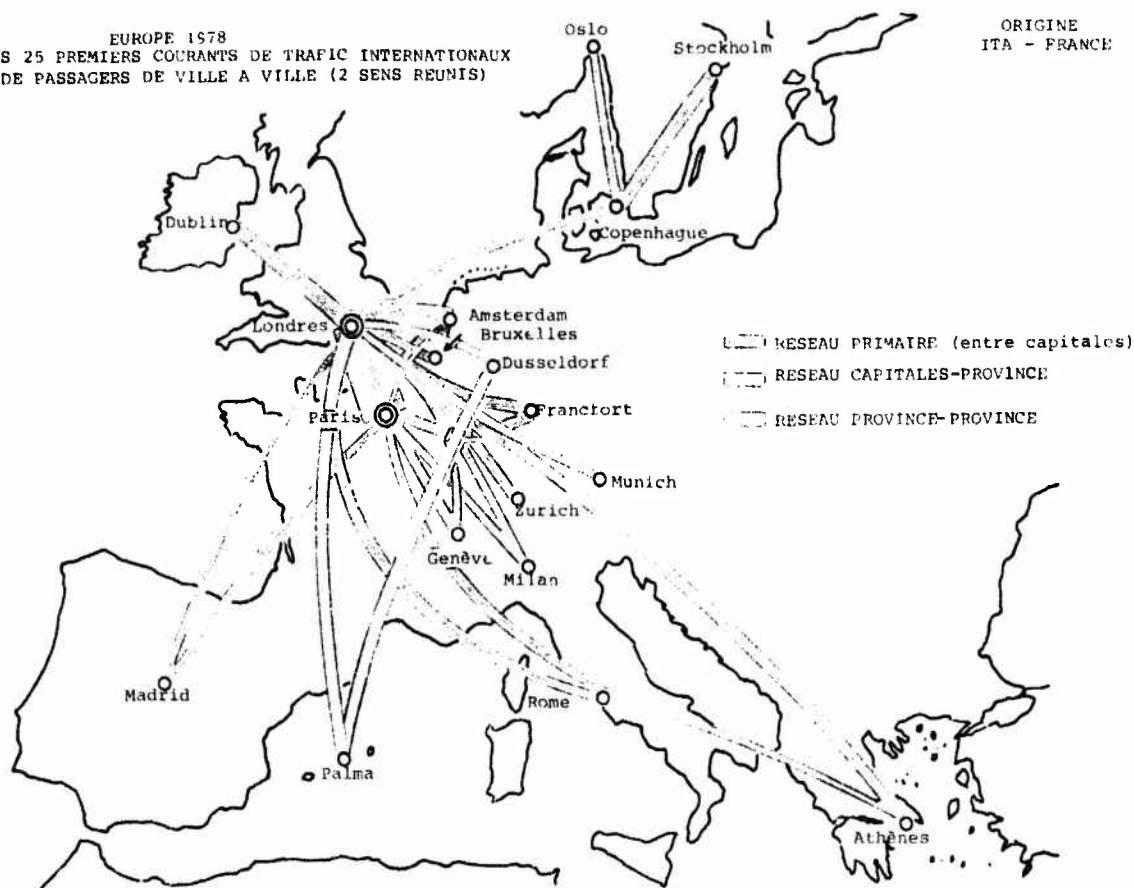 EUROPE 1978
S 25 PREMIERS COURANTS DE TRAFIC INTERNATIONAUX
DE PASSAGERS DE VILLE A VILLE (2 SENS REUNIS)
ORIGINE
ITA - FRANCE
Oslo
Stockholm
Dublin
Copenhague
Londres
Amsterdam
Bruxelles
Dusseldorf
RESEAU PRIMAIRE (entre capitales)
RESEAU CAPITALES-PROVINCE
RESEAU PROVINCE-PROVINCE
Paris
Francfort
Munich
Zurich
Genève
Milan
Madrid
Rome
Palma
Athènes